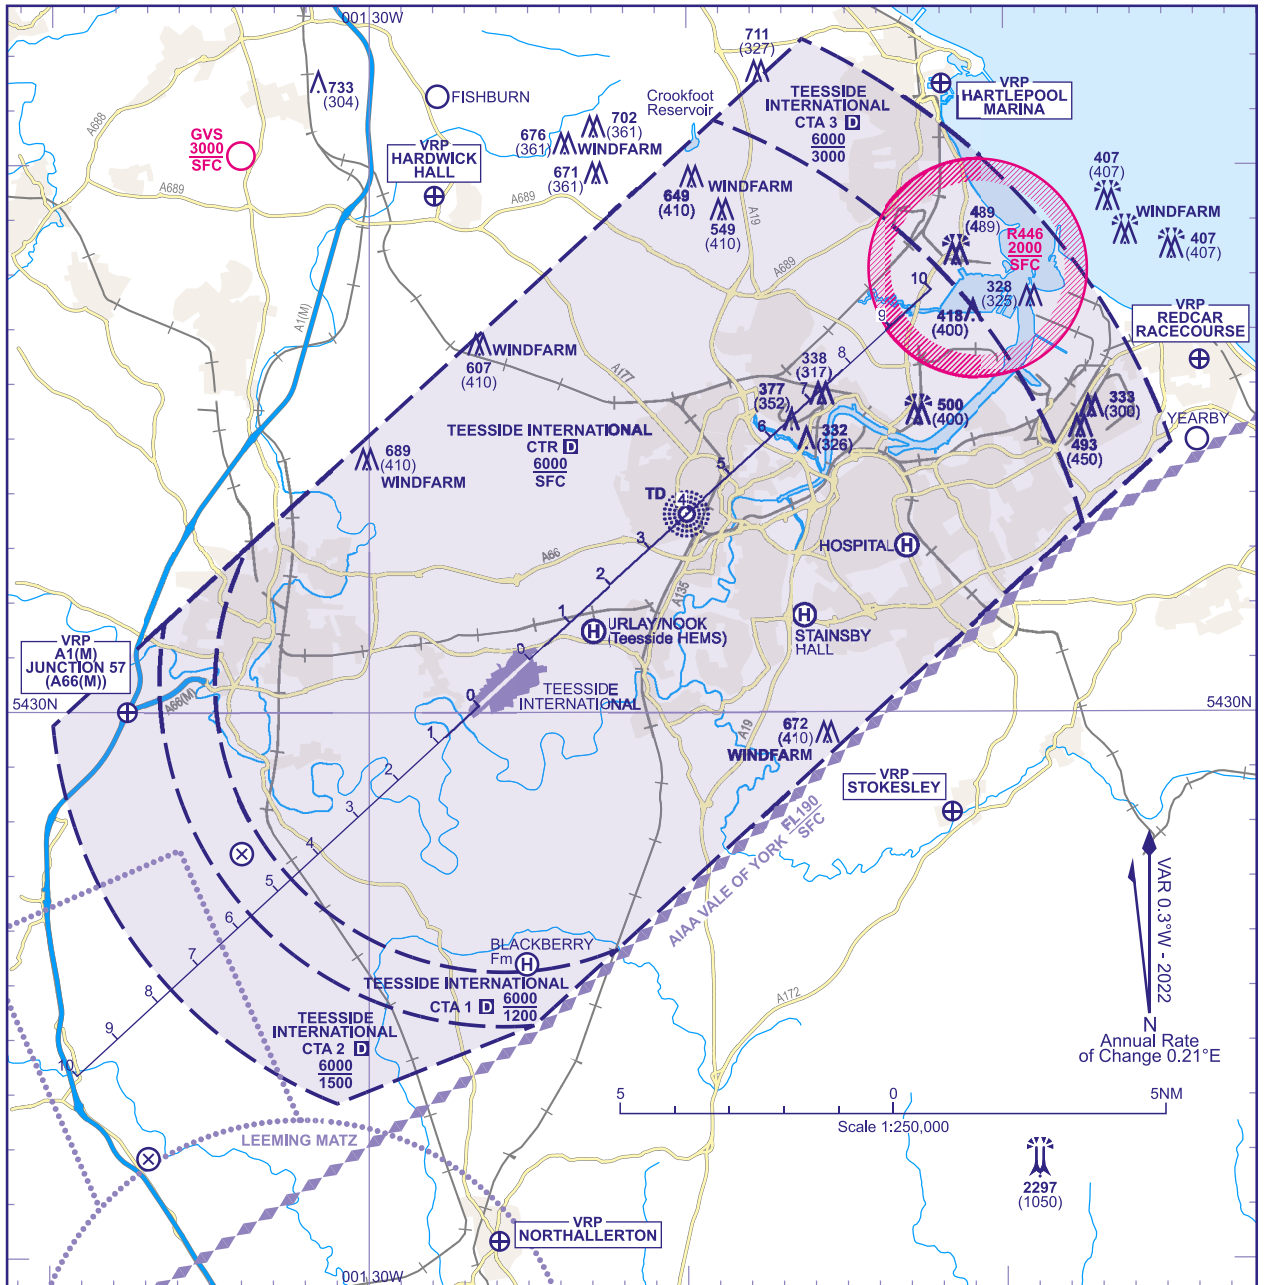 001.30W
711
(327)
TEESSIDE
INTERNATIONAL
CTA 3 D
6000
3000
VRP
HARTLEPOOL
MARINA
733
(304)
FISHBURN
Crookfoot
Reservoir
A688
GVS
3000
SFC
VRP
HARDWICK
HALL
702
(361)
676
(361)
WINDFARM
671
(361)
A689
A689
649
(410)
WINDFARM
549
(410)
A19
407
(407)
WINDFARM
407
(407)
489
(489)
R446
2000
SFC
A689
10
328
(325)
418
(400)
9
VRP
REDCAR
RACECOURSE
A1(M)
WINDFARM
607
(410)
A177
8
338
(317)
7
377
(352)
332
(326)
6
500
(400)
333
(300)
493
(450)
YEARBY
TEESSIDE INTERNATIONAL
CTR D
6000
SFC
689
(410)
WINDFARM
5
TD
4
3
HOSPITAL H
A66
2
A135
1
H URLAY NOOK
(Teesside HEMS)
H
STAINSBY
HALL
0
VRP
A1(M)
JUNCTION 57
(A66(M))
A66(M)
TEESSIDE
INTERNATIONAL
0
5430N
5430N
1
672
(410)
WINDFARM
A19
2
VRP
STOKESLEY
3
4
AIAA VALE OF YORK FL190
SFC
5
6
7
8
9
10
BLACKBERRY
Fm H
TEESSIDE INTERNATIONAL
CTA 1 D 6000
1200
TEESSIDE
INTERNATIONAL
CTA 2 D
6000
1500
A172
VAR 0.3°W - 2022
N
Annual Rate
of Change 0.21°E
5 0 5NM
Scale 1:250,000
LEEMING MATZ
2297
(1050)
VRP
NORTHALLERTON
001.30W